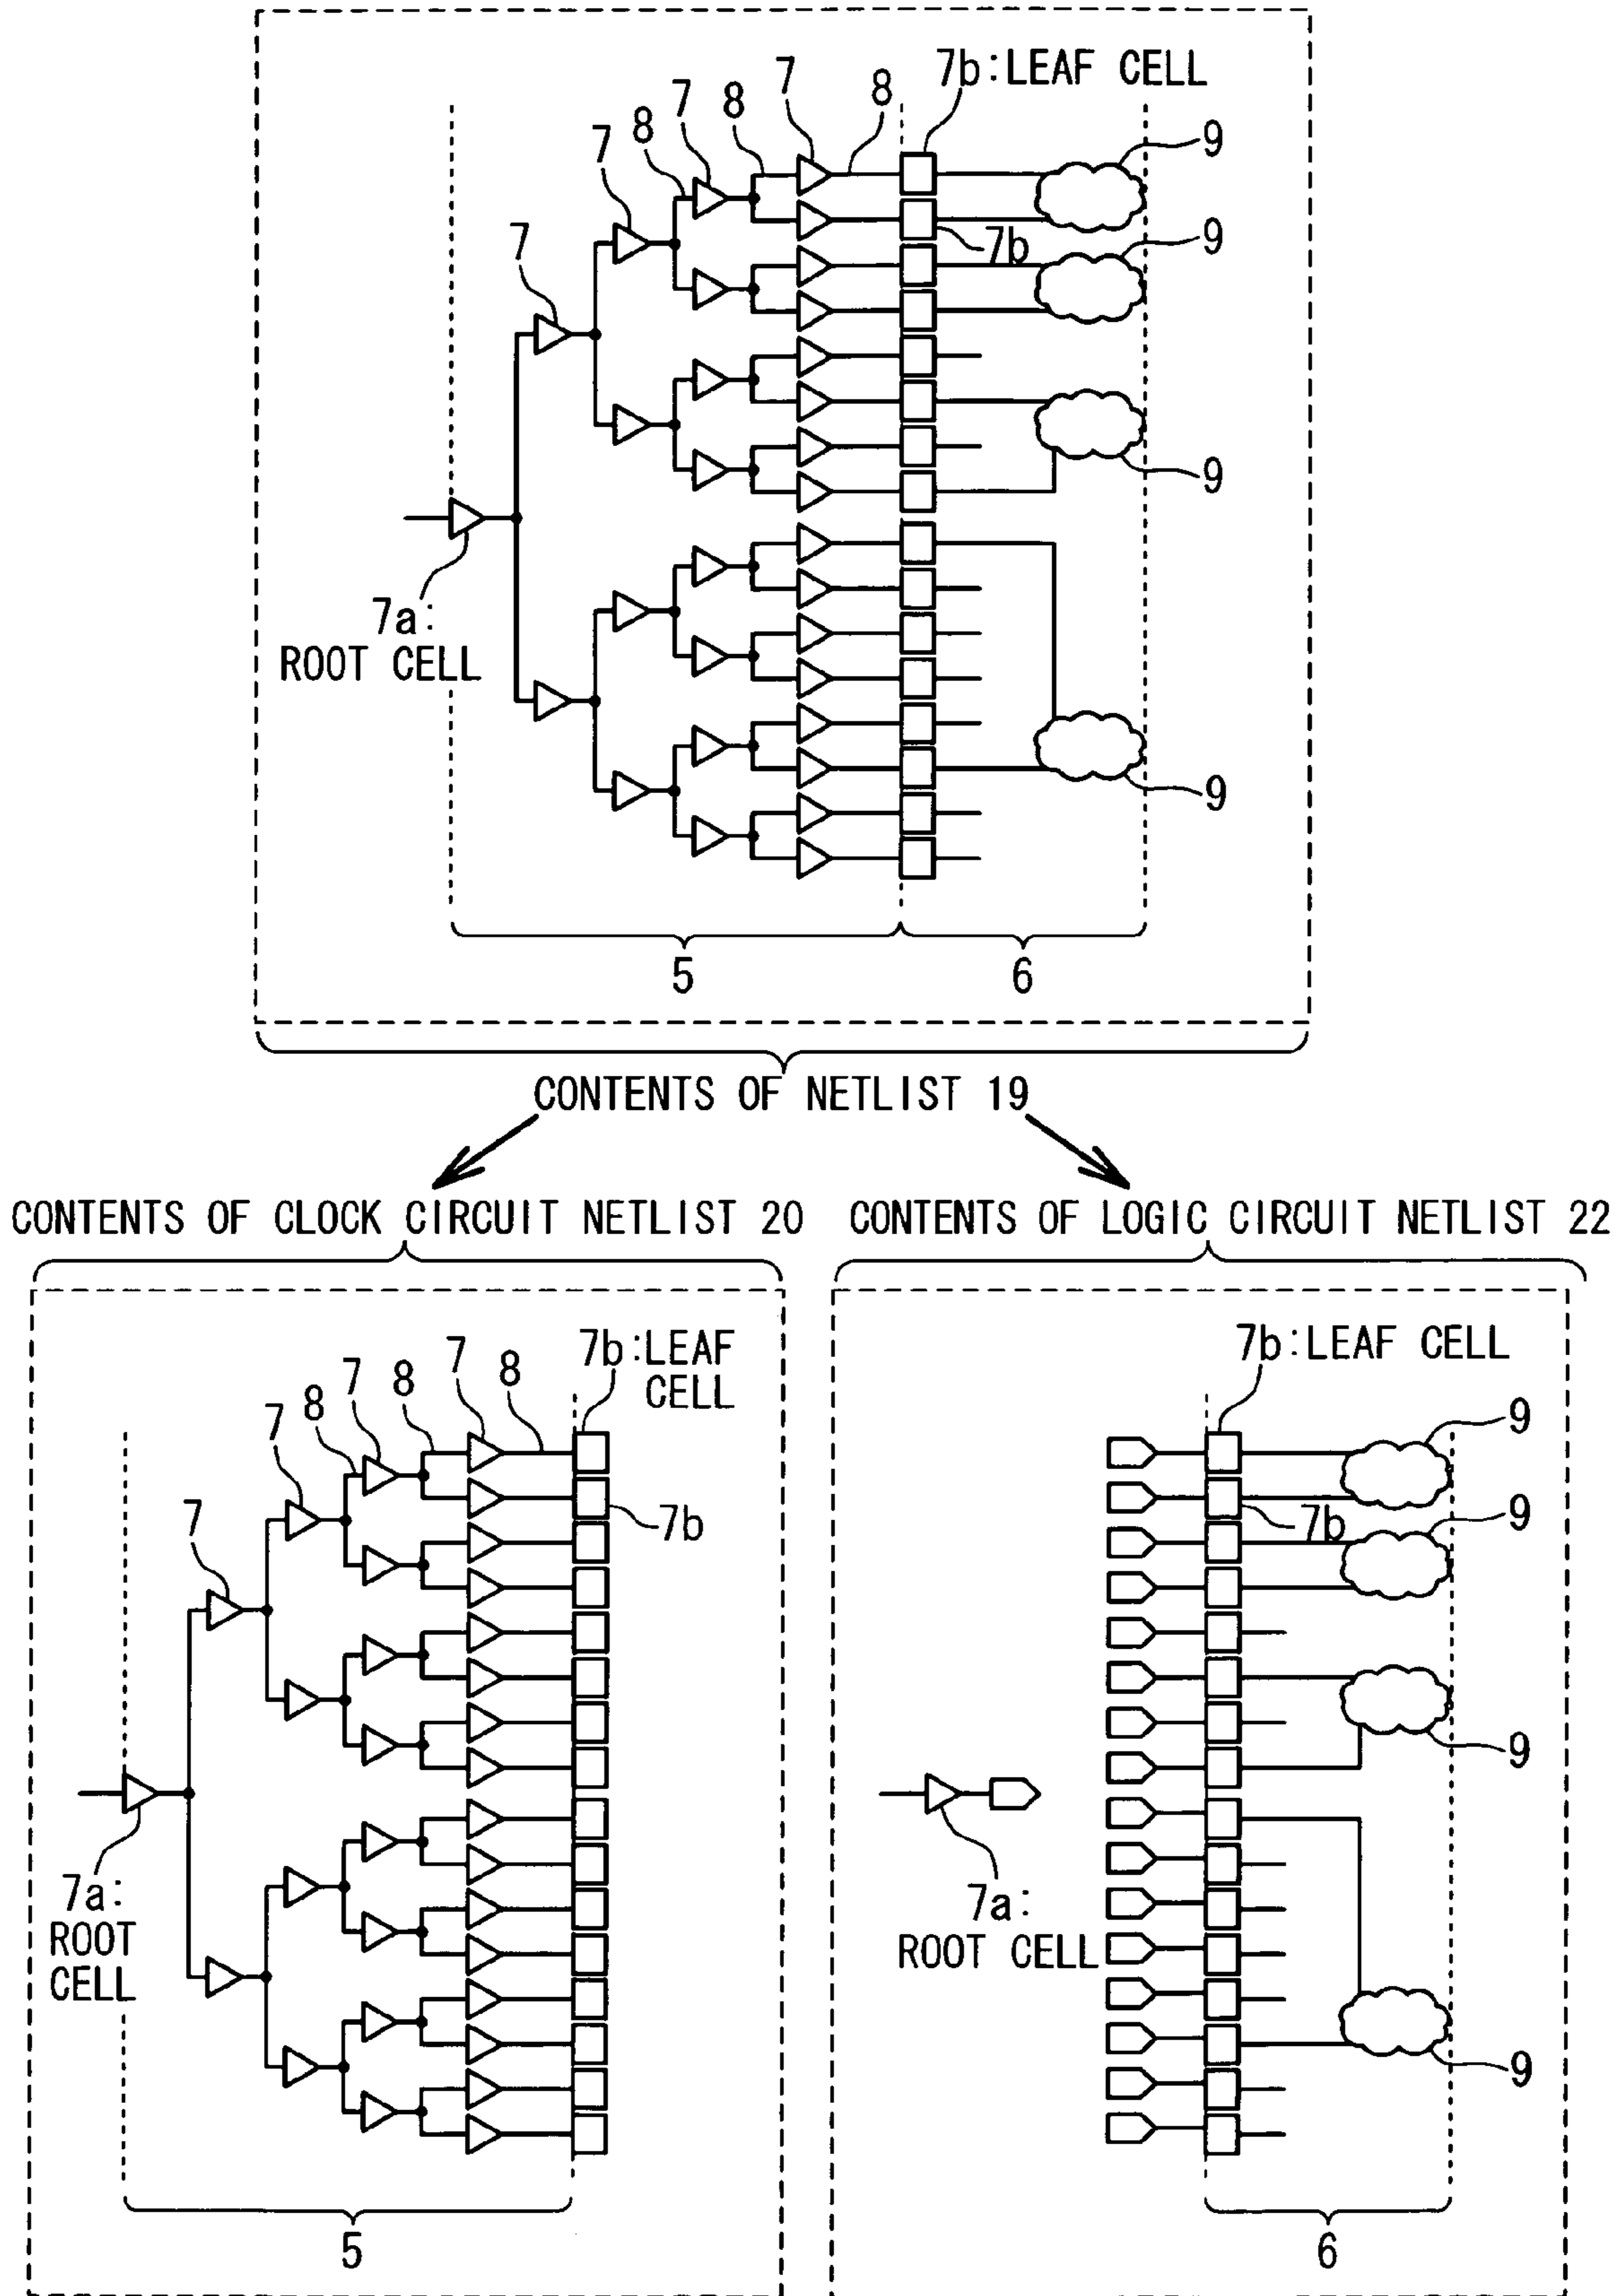 7b:LEAF CELL
7
8
7
8
7
8
7
7
9
9
7b
9
9
7a:
ROOT CELL
5
6
CONTENTS OF NETLIST 19
CONTENTS OF CLOCK CIRCUIT NETLIST 20
CONTENTS OF LOGIC CIRCUIT NETLIST 22
7b:LEAF
CELL
7
8
7
8
7
8
7
7b
7a:
ROOT
CELL
5
7b:LEAF CELL
9
9
7b
9
9
7a:
ROOT CELL
6